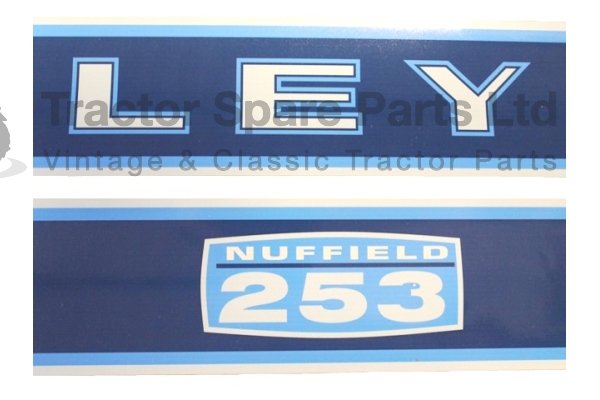 LEY
Tractor Spare Parts Ltd
Vintage & Classic Tractor Parts
NUFFIELD
253